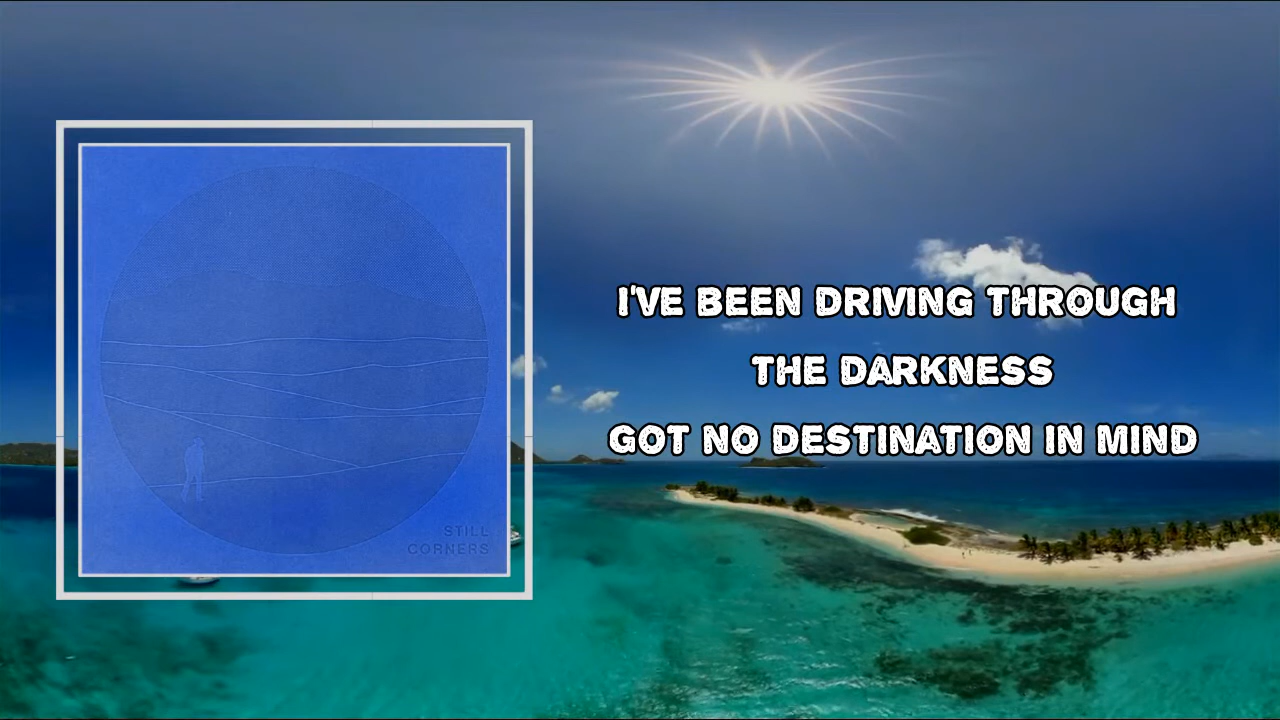 STILL
CORNERS
I'VE BEEN DRIVING THROUGH
THE DARKNESS
GOT NO DESTINATION IN MIND